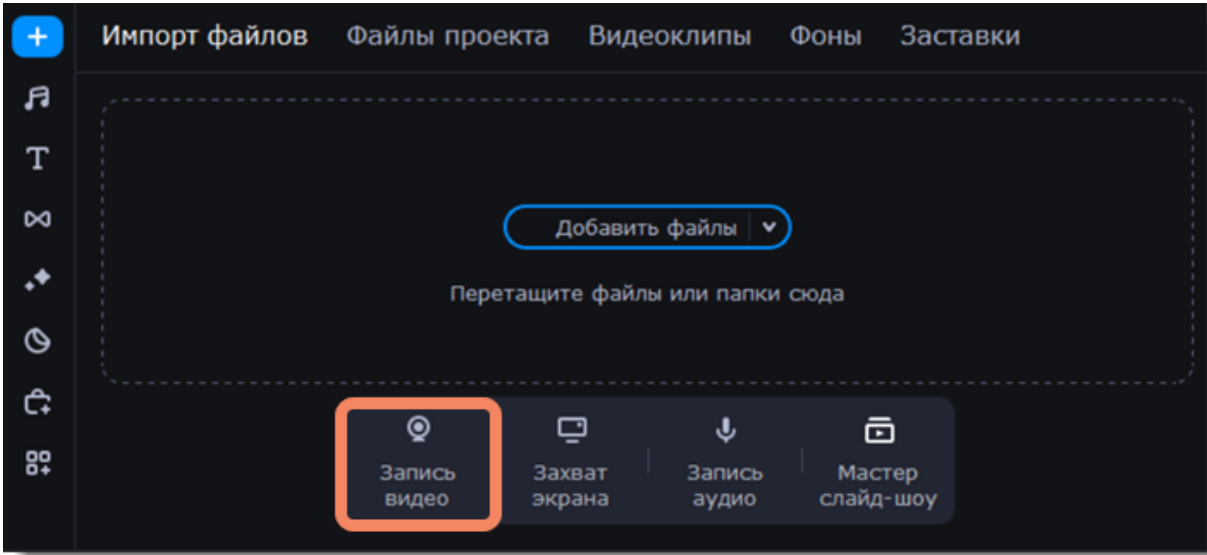 Импорт файлов Файлы проекта Видеоклипы Фоны Заставки
Добавить файлы
Перетащите файлы или папки сюда
Запись видео
Захват экрана
Запись аудио
Мастер слайд-шоу